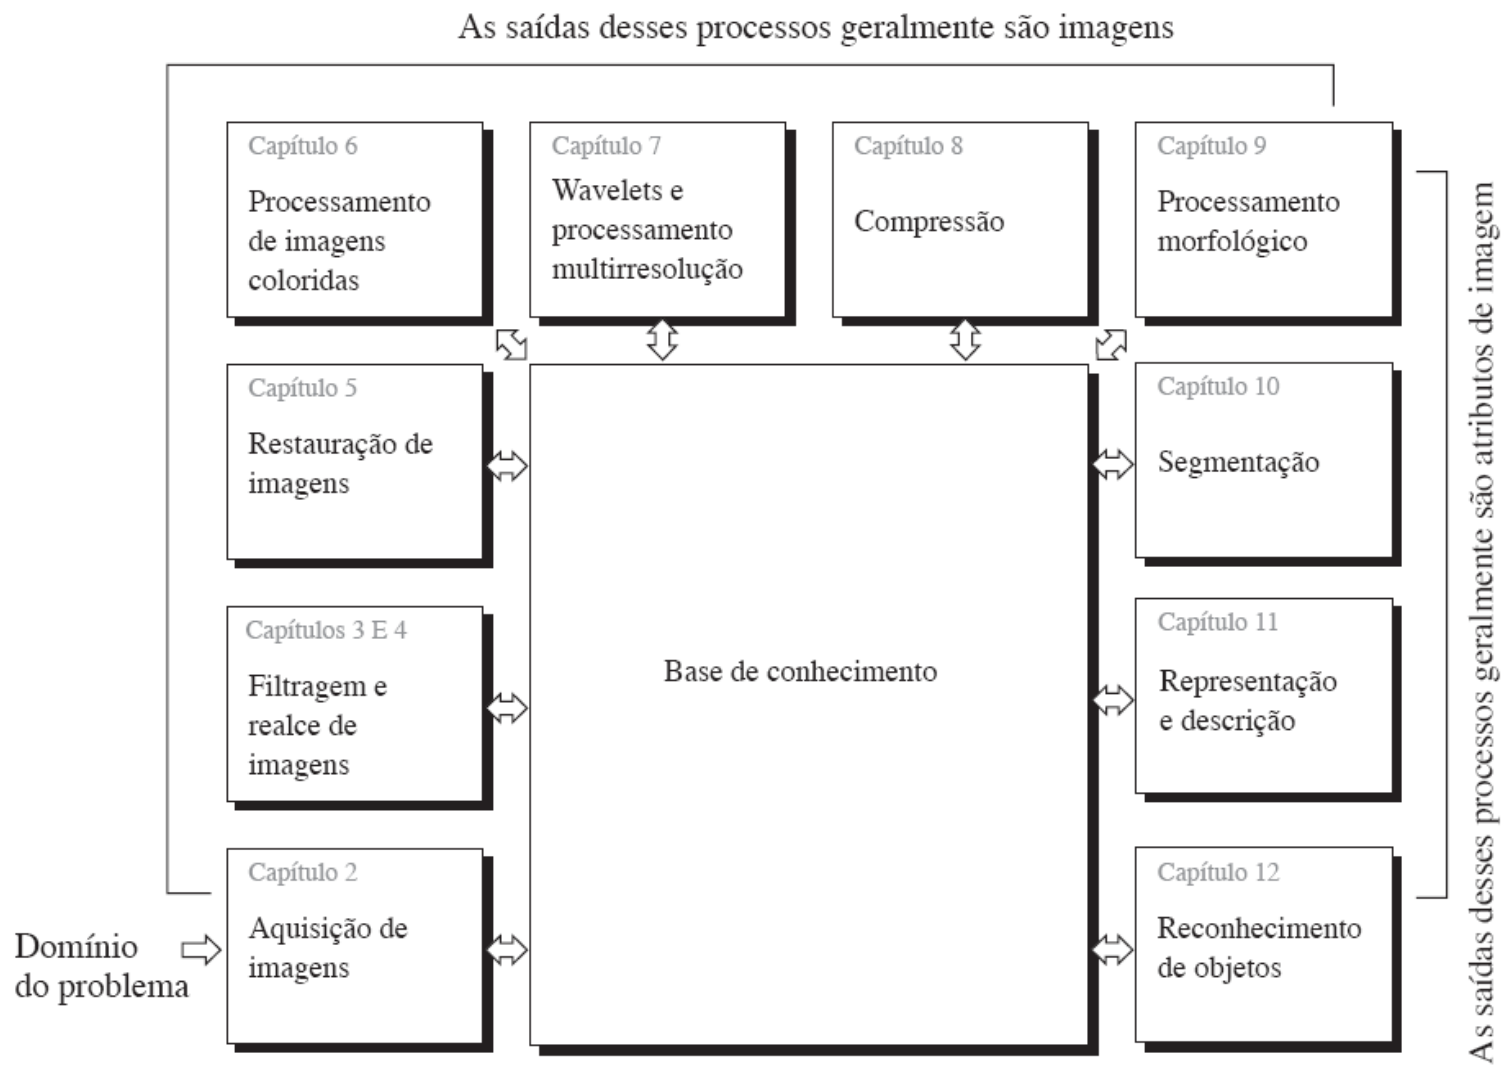 As saídas desses processos geralmente são imagens
Capítulo 6
Processamento
de imagens
coloridas
Capítulo 7
Wavelets e
processamento
multirresolução
Capítulo 8
Compressão
Capítulo 9
Processamento
morfológico
Capítulo 5
Restauração de
imagens
Capítulo 10
Segmentação
Capítulos 3 E 4
Filtragem e
realce de
imagens
Base de conhecimento
Capítulo 11
Representação
e descrição
Capítulo 2
Aquisição de
imagens
Capítulo 12
Reconhecimento
de objetos
Domínio
do problema
As saídas desses processos geralmente são atributos de imagem